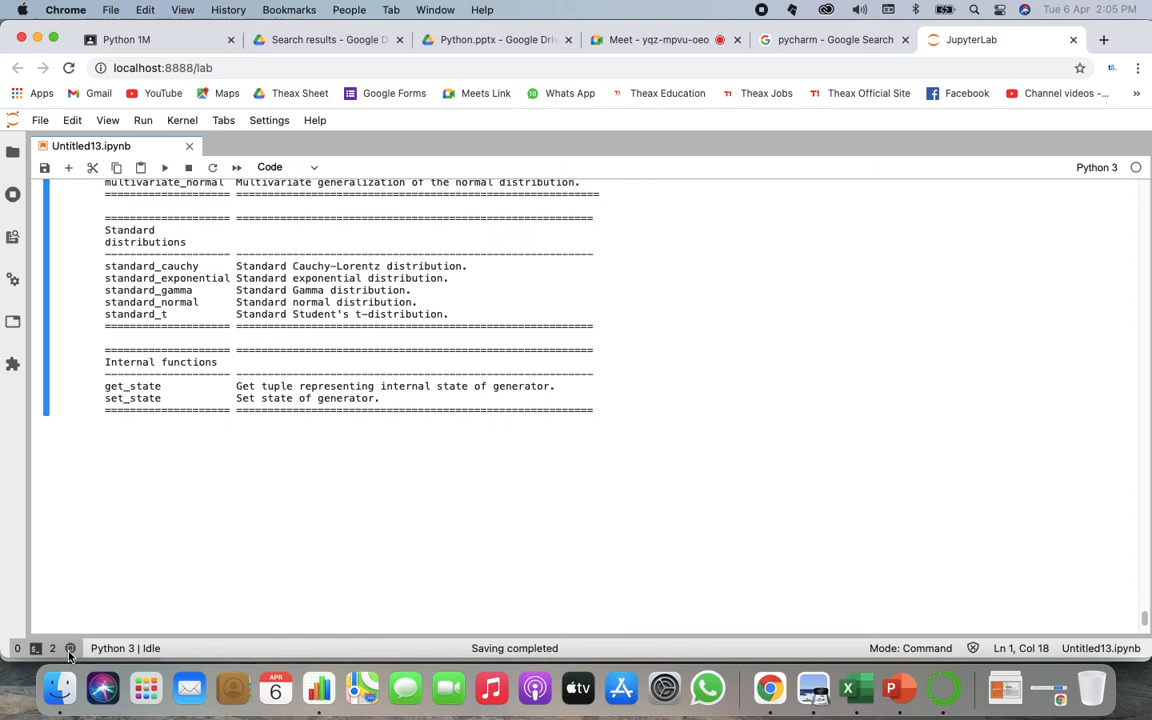 Chrome File Edit View History Bookmarks People Tab Window Help Tue 6 Apr 2:05 PM
Python 1M Search results - Google D Python.pptx - Google Driv Meet - yqz-mpvu-oeo pycharm - Google Search JupyterLab
localhost:8888/lab
Apps Gmail YouTube Maps Theax Sheet Google Forms Meets Link Whats App Theax Education Theax Jobs Theax Official Site Facebook Channel videos -... »
File Edit View Run Kernel Tabs Settings Help
Untitled13.ipynb
Code Python 3
multivariate_normal Multivariate generalization of the normal distribution.
==================== =========================================================
==================== ========================================================
Standard
distributions
-------------------- --------------------------------------------------------
standard_cauchy Standard Cauchy-Lorentz distribution.
standard_exponential Standard exponential distribution.
standard_gamma Standard Gamma distribution.
standard_normal Standard normal distribution.
standard_t Standard Student's t-distribution.
==================== ========================================================
==================== ========================================================
Internal functions
-------------------- --------------------------------------------------------
get_state Get tuple representing internal state of generator.
set_state Set state of generator.
==================== ========================================================
0 2 Python 3 | Idle Saving completed Mode: Command Ln 1, Col 18 Untitled13.ipynb
APR
6
tv